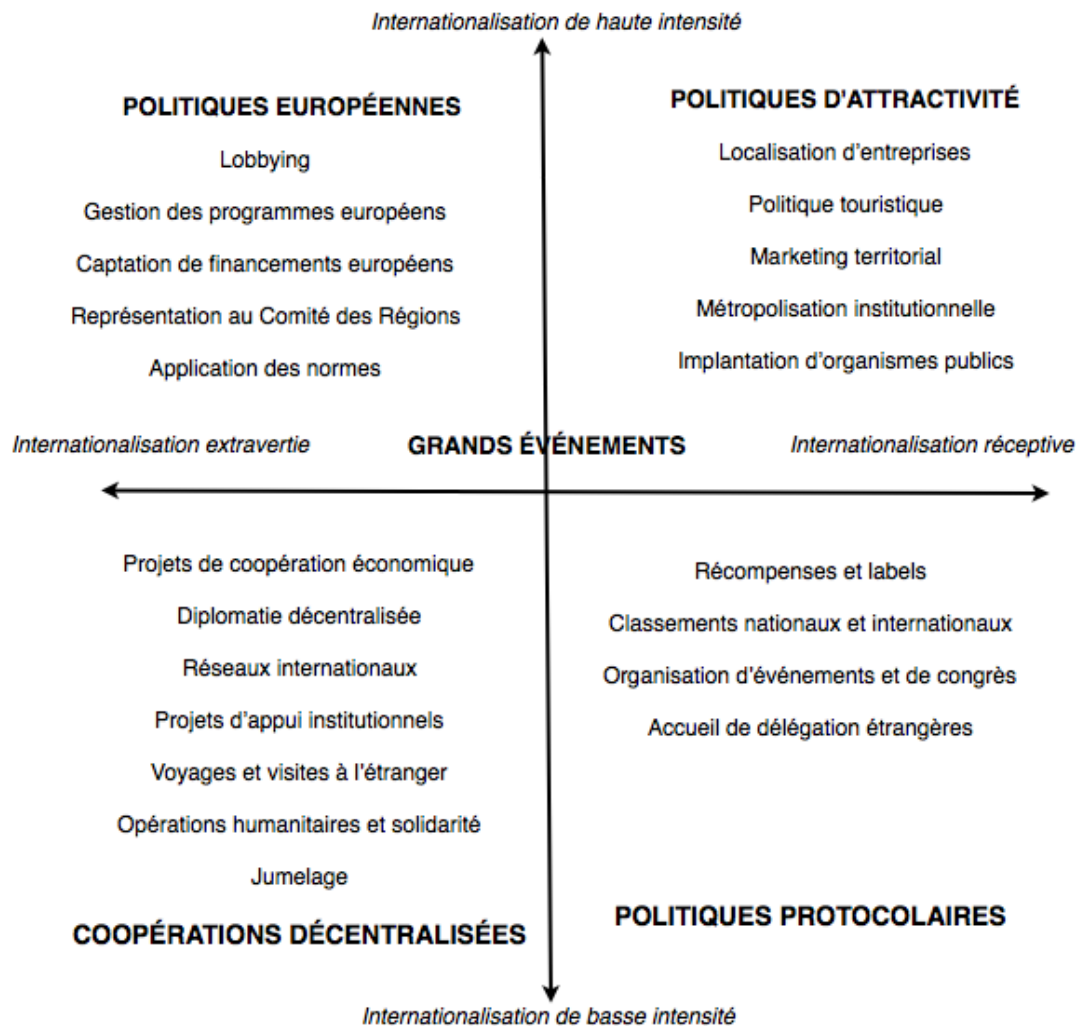 Internationalisation de haute intensité
POLITIQUES EUROPÉENNES
Lobbying
Gestion des programmes européens
Captation de financements européens
Représentation au Comité des Régions
Application des normes
POLITIQUES D'ATTRACTIVITÉ
Localisation d'entreprises
Politique touristique
Marketing territorial
Métropolisation institutionnelle
Implantation d'organismes publics
Internationalisation extravertie
GRANDS ÉVÉNEMENTS
Internationalisation réceptive
Projets de coopération économique
Diplomatie décentralisée
Réseaux internationaux
Projets d'appui institutionnels
Voyages et visites à l'étranger
Opérations humanitaires et solidarité
Jumelage
COOPÉRATIONS DÉCENTRALISÉES
Récompenses et labels
Classements nationaux et internationaux
Organisation d'événements et de congrès
Accueil de délégation étrangères
POLITIQUES PROTOCOLAIRES
Internationalisation de basse intensité